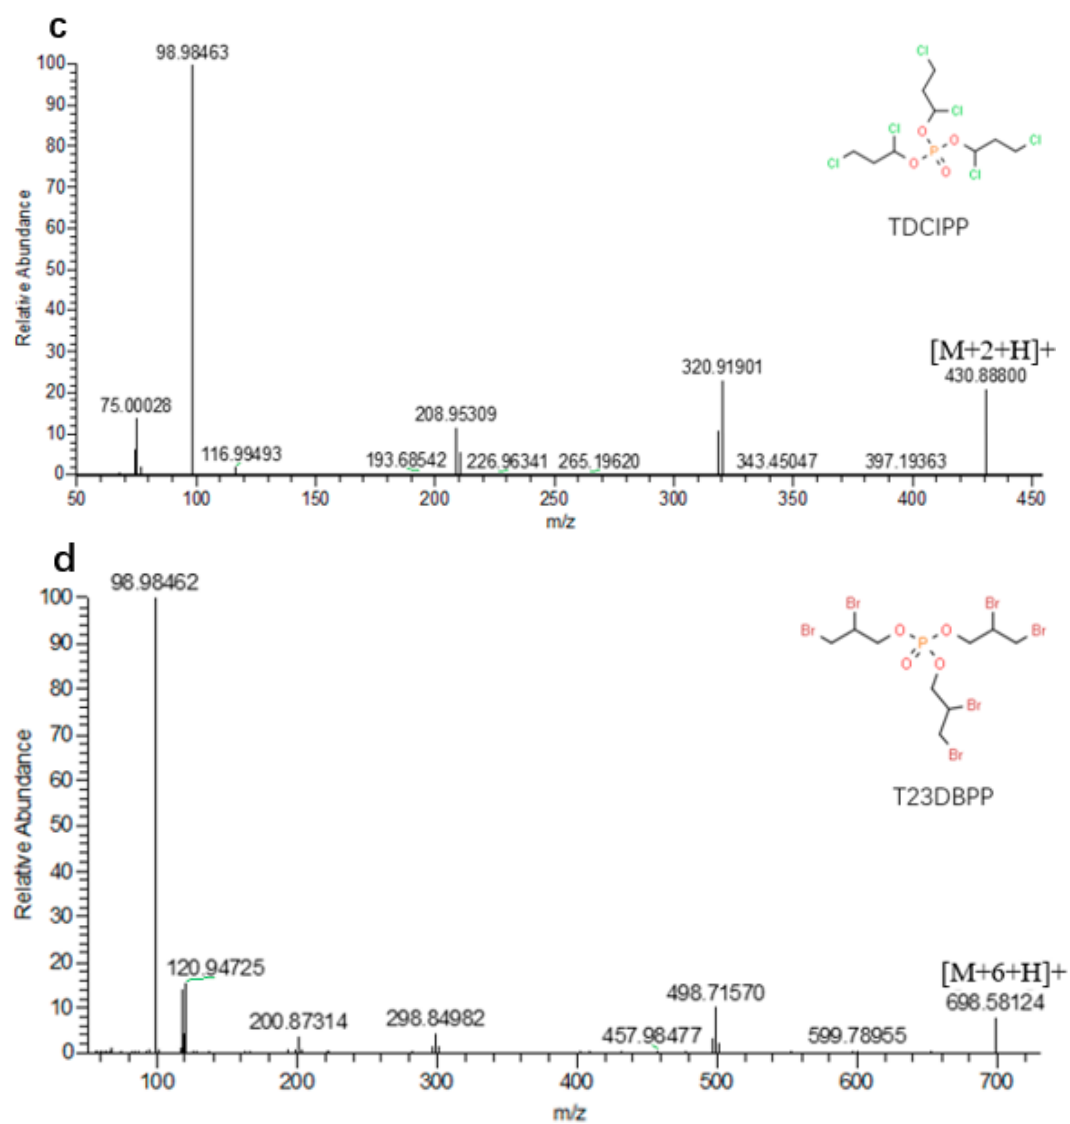 c
98.98463
100
90
80
70
60
50
40
30
20
10
0
Relative Abundance
75.00028
116.99493
193.68542
208.95309
226.96341
265.19620
320.91901
343.45047
397.19363
[M+2+H]+
430.88800
50 100 150 200 250 300 350 400 450
m/z
Cl
Cl
Cl
O
O
Cl
Cl
O
P
O
Cl
TDCIPP
d
98.98462
100
90
80
70
60
50
40
30
20
10
0
Relative Abundance
120.94725
200.87314
298.84982
457.98477
498.71570
599.78955
[M+6+H]+
698.58124
100 200 300 400 500 600 700
m/z
Br Br
Br O O Br
P
O O
Br
Br
T23DBPP